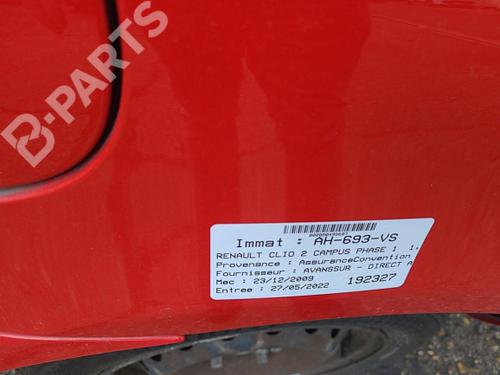 B-PARTS
Immat : AH-693-VS
RENAULT CLIO 2 CAMPUS PHASE 1 1.
Provenance : AssuranceConvention
Fournisseur : AVANSSUR - DIRECT A
Mec : 23/12/2009 192327
Entree : 27/05/2022